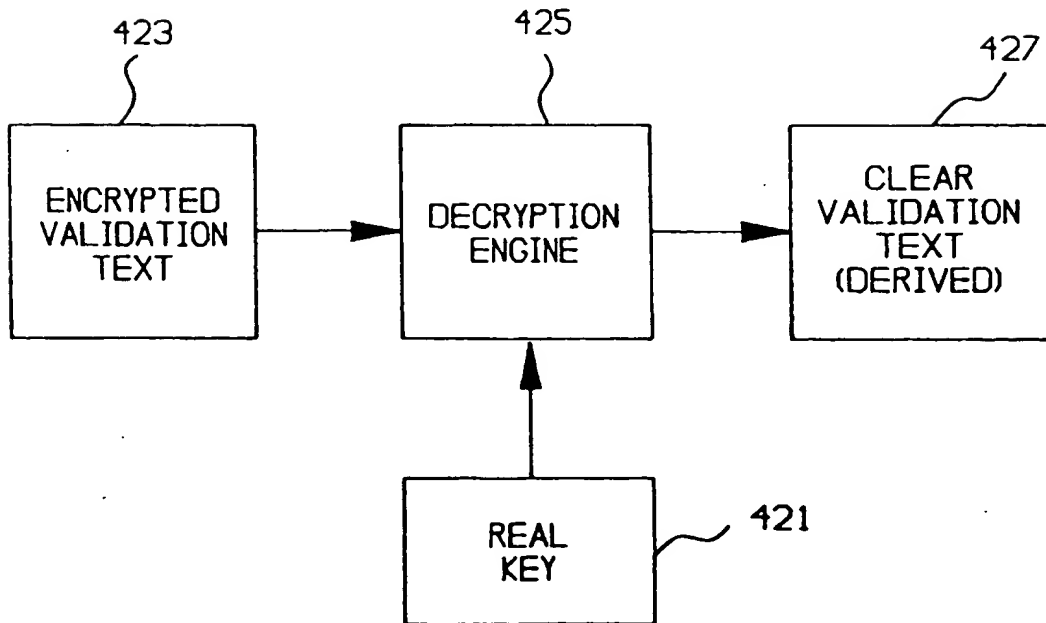 423
425
427
ENCRYPTED
VALIDATION
TEXT
DECRYPTION
ENGINE
CLEAR
VALIDATION
TEXT
(DERIVED)
REAL
KEY
421